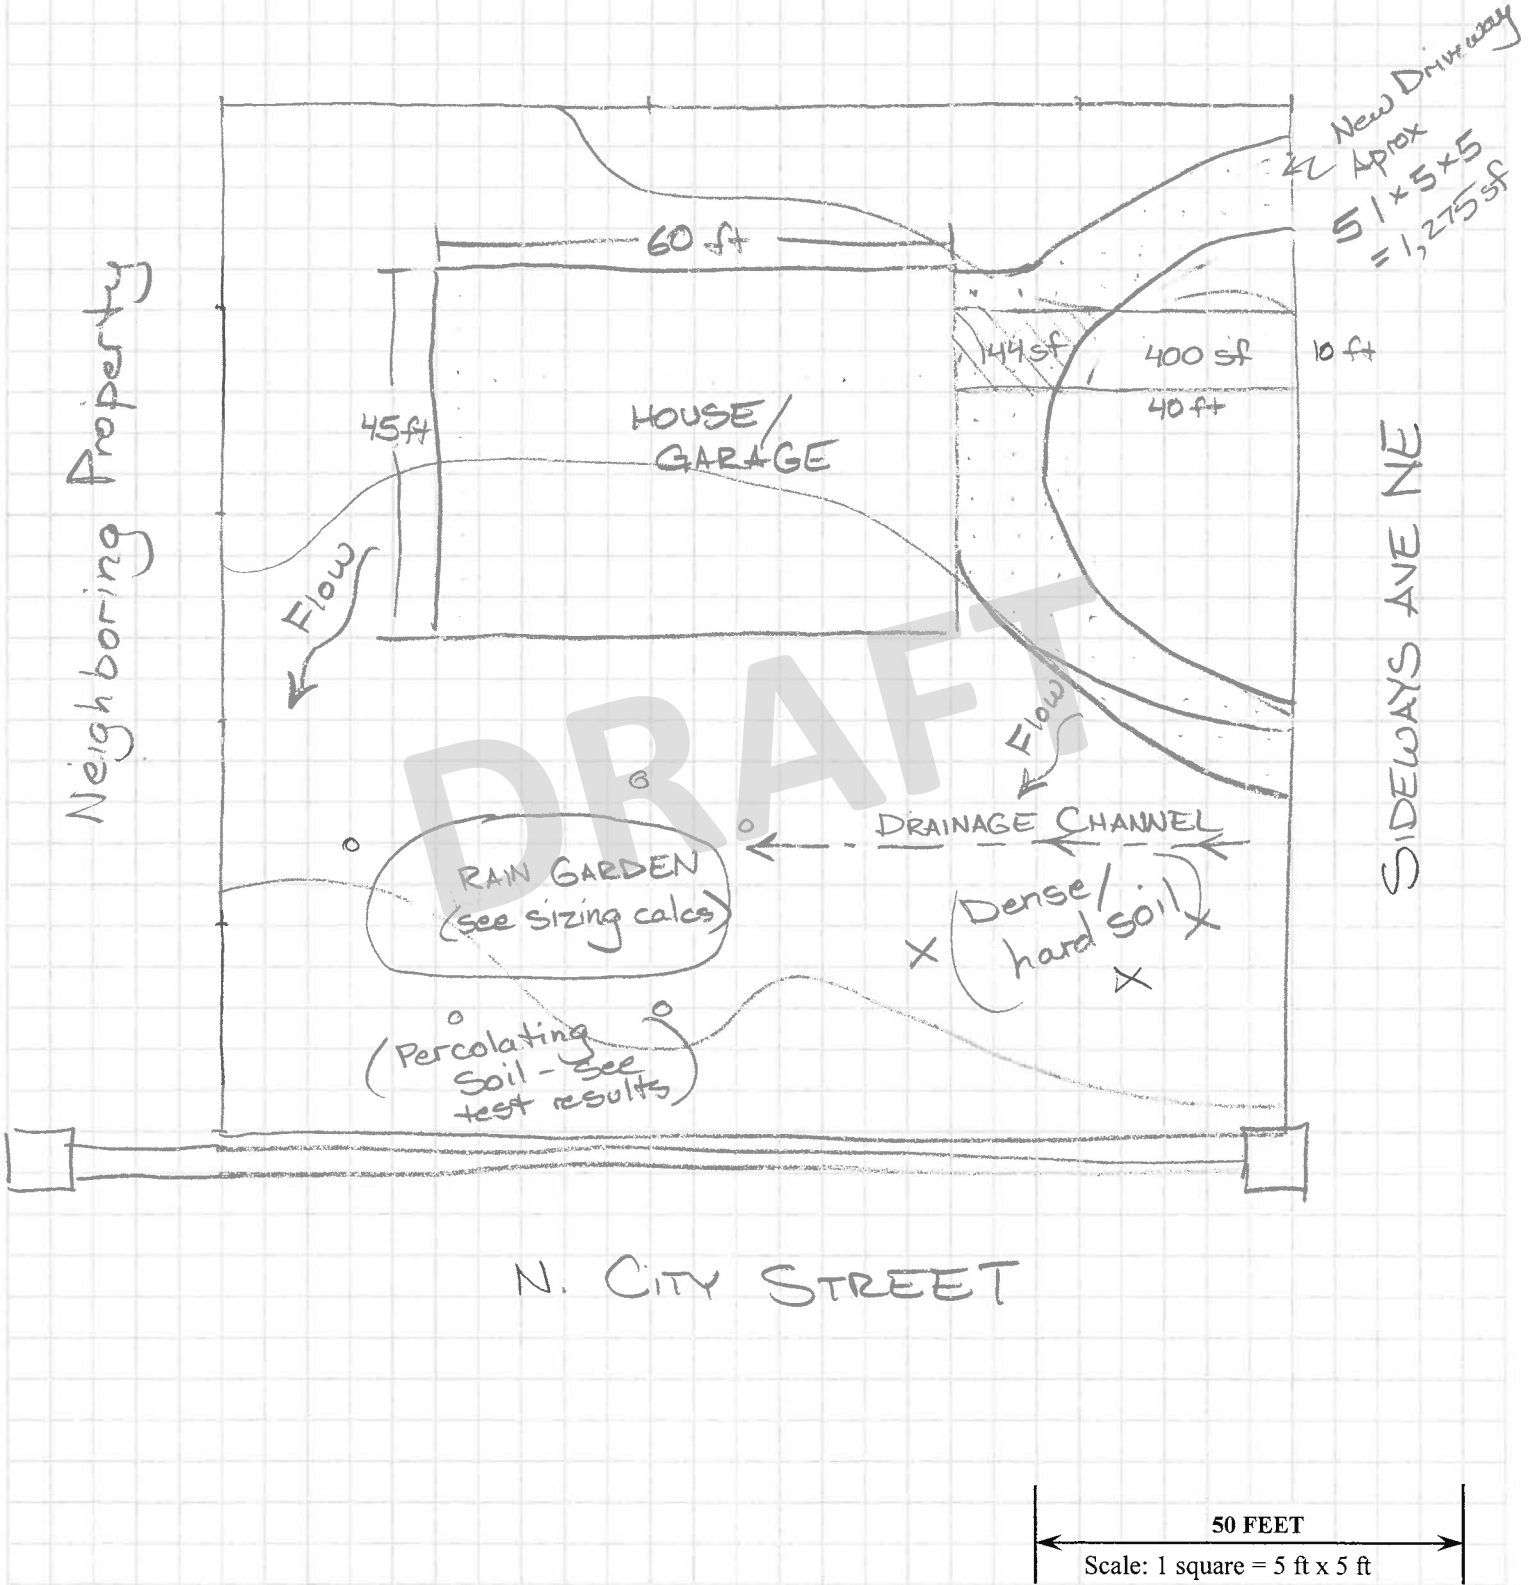 New Driveway
Aprox
51 x 5 x 5
= 1,275 sf
60 ft
Neighboring Property
144 sf
400 sf
10 ft
40 ft
45 ft
HOUSE/
GARAGE
SIDEWAYS AVE NE
Flow
Flow
DRAFT
DRAINAGE CHANNEL
RAIN GARDEN
(see sizing calcs)
(Dense/
hard soil)
X
X
X
(Percolating
Soil - See
test results)
N. CITY STREET
50 FEET
Scale: 1 square = 5 ft x 5 ft